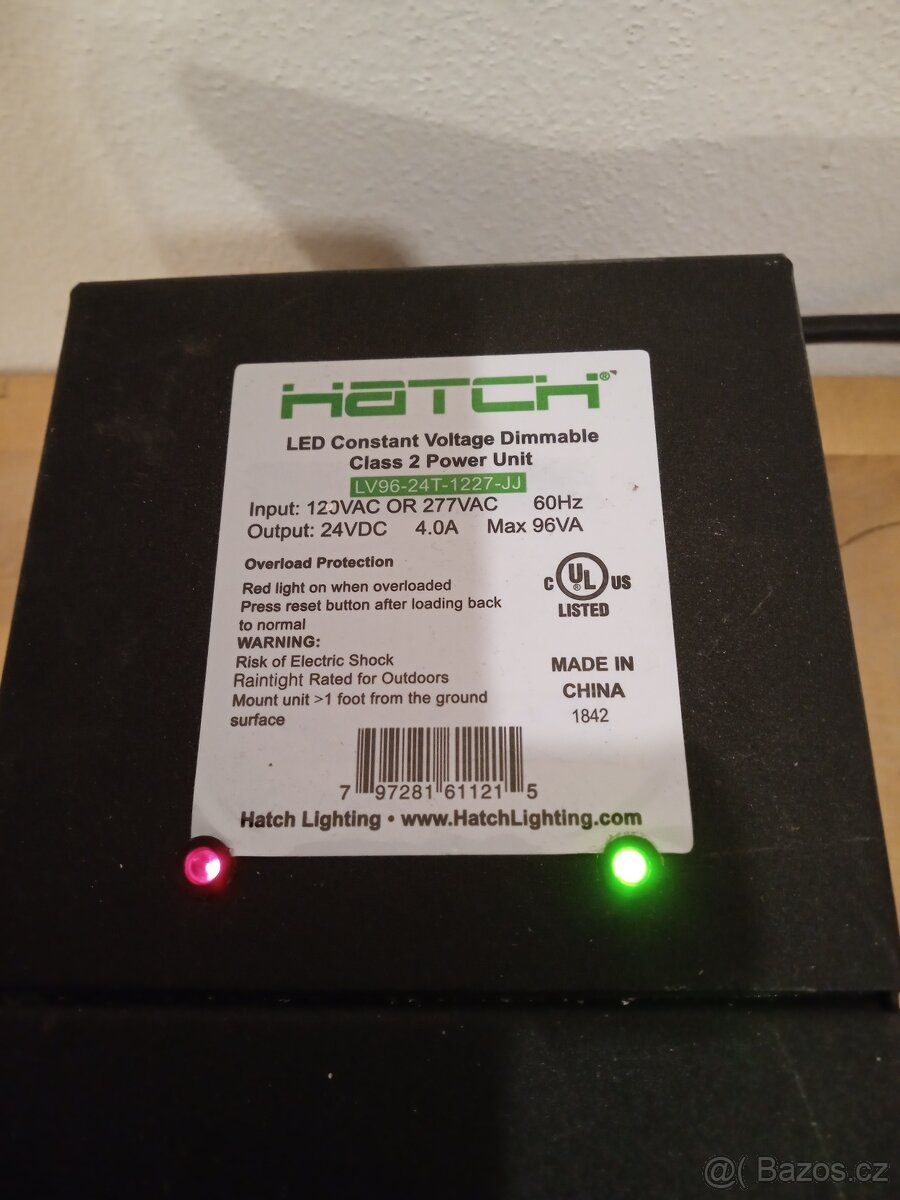 HaTCH®
LED Constant Voltage Dimmable
Class 2 Power Unit
LV96-24T-1227-JJ
Input: 120VAC OR 277VAC 60Hz
Output: 24VDC 4.0A Max 96VA
Overload Protection
Red light on when overloaded
Press reset button after loading back
to normal
WARNING:
Risk of Electric Shock
Raintight Rated for Outdoors
Mount unit >1 foot from the ground
surface
C UL® US
LISTED
MADE IN
CHINA
1842
7 97281 61121 5
Hatch Lighting • www.HatchLighting.com
@( Bazos.cz